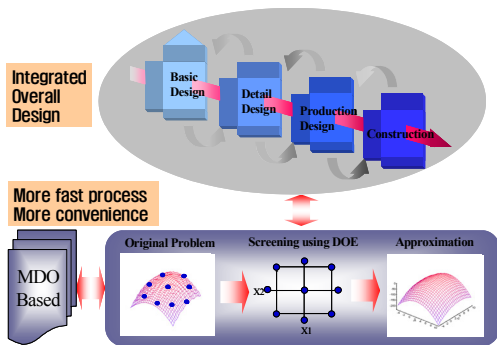 Integrated
Overall
Design
Basic
Design
Detail
Design
Production
Design
Construction
More fast process
More convenience
MDO
Based
Original Problem
Screening using DOE
Approximation
X2
X1